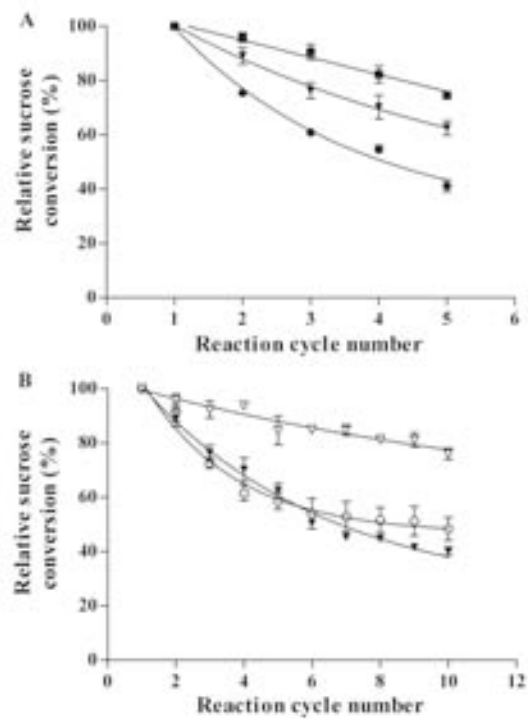 A
100
80
60
40
20
0
Relative sucrose
conversion (%)
0 1 2 3 4 5 6
Reaction cycle number
B
100
80
60
40
20
0
Relative sucrose
conversion (%)
0 2 4 6 8 10 12
Reaction cycle number